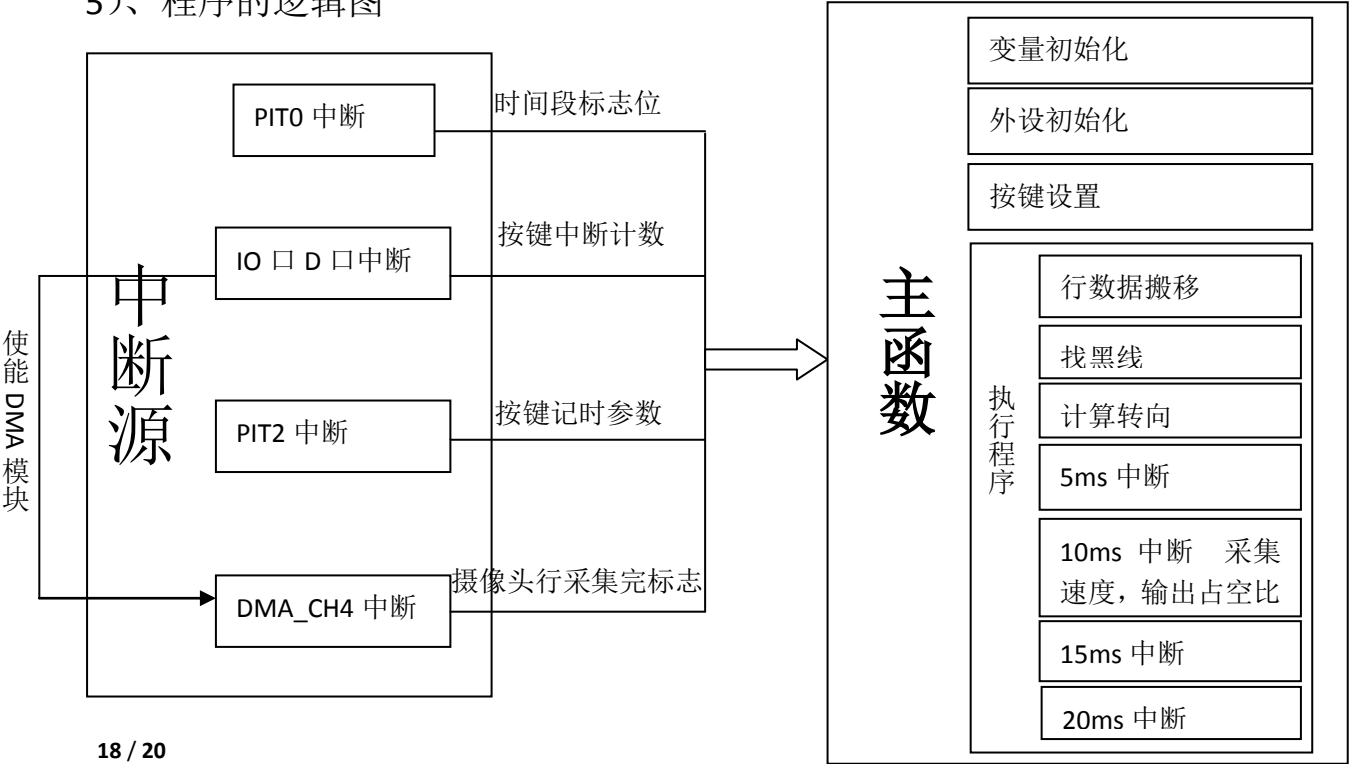 5)、程序的逻辑图
中断源
PIT0 中断
时间段标志位
IO 口 D 口中断
按键中断计数
使能 DMA 模块
PIT2 中断
按键记时参数
DMA_CH4 中断
摄像头行采集完标志
主函数
变量初始化
外设初始化
按键设置
执行程序
行数据搬移
找黑线
计算转向
5ms 中断
10ms 中断 采集
速度，输出占空比
15ms 中断
20ms 中断
18 / 20